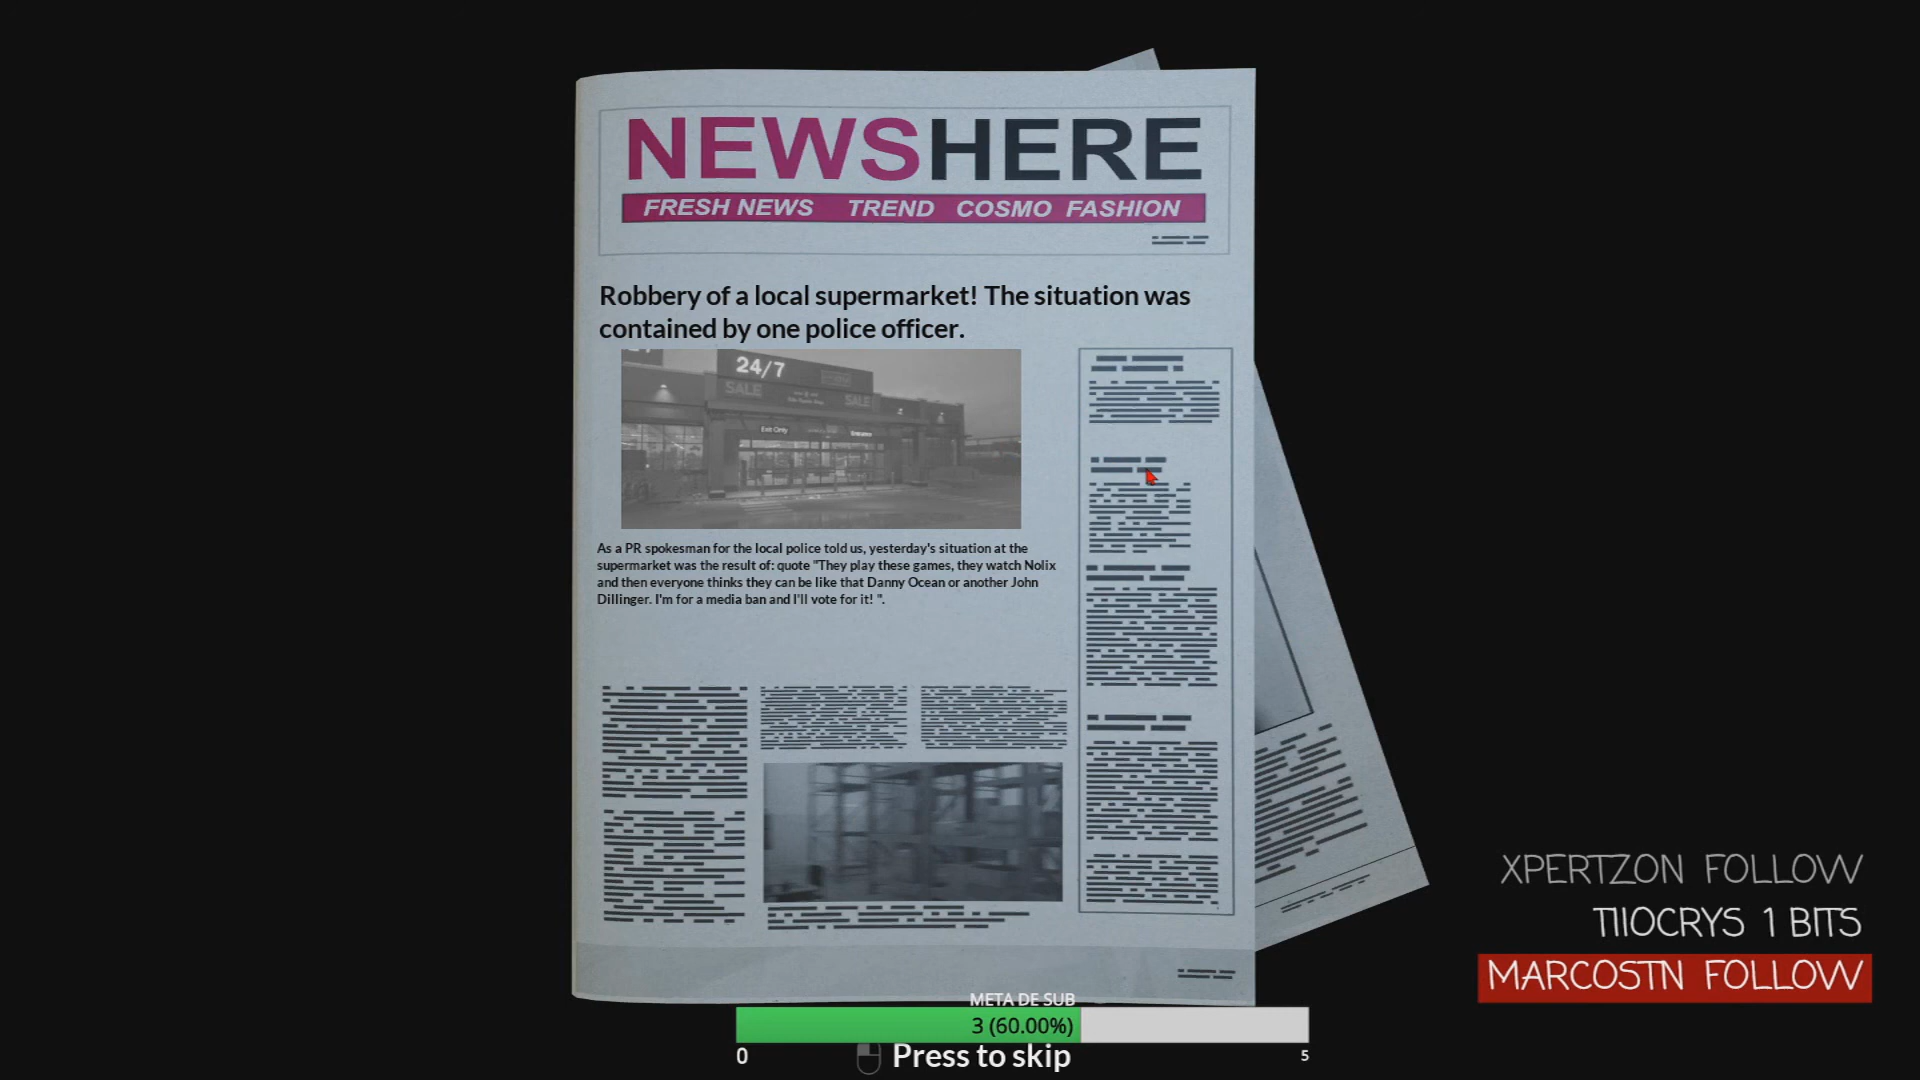 NEWSHERE
FRESH NEWS TREND COSMO FASHION
Robbery of a local supermarket! The situation was
contained by one police officer.
24/7
SALE
SALE
Exit Only
Entrance
As a PR spokesman for the local police told us, yesterday's situation at the
supermarket was the result of: quote "They play these games, they watch Nolix
and then everyone thinks they can be like that Danny Ocean or another John
Dillinger. I'm for a media ban and I'll vote for it! ".
XPERTZON FOLLOW
TIIOCRYS 1 BITS
MARCOSTN FOLLOW
META DE SUB
3 (60.00%)
0
5
Press to skip